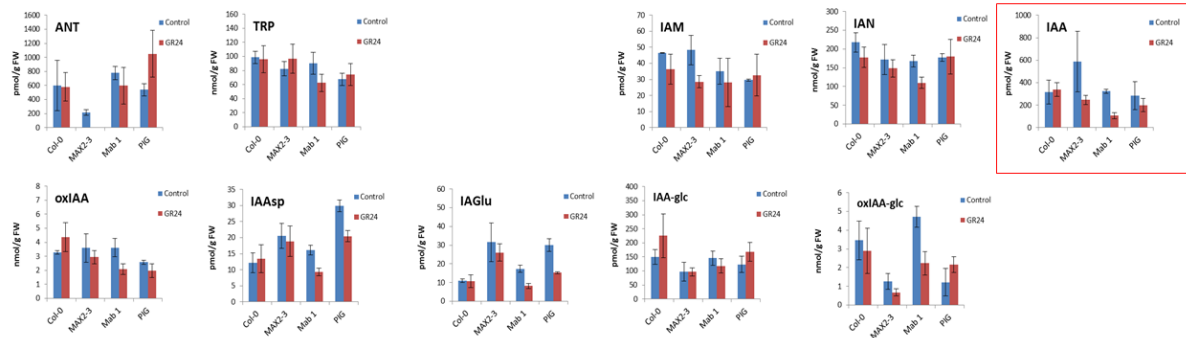 ANT
pmol/g FW
1600
1400
1200
1000
800
600
400
200
0
Col-0
MAX2-3
Mab 1
PIG
Control
GR24
TRP
nmol/g FW
140
120
100
80
60
40
20
0
Col-0
MAX2-3
Mab 1
PIG
Control
GR24
IAM
pmol/g FW
60
50
40
30
20
10
0
Col-0
MAX2-3
Mab 1
PIG
Control
GR24
IAN
nmol/g FW
300
250
200
150
100
50
0
Col-0
MAX2-3
Mab 1
PIG
Control
GR24
IAA
pmol/g FW
1000
800
600
400
200
0
Col-0
MAX2-3
Mab 1
PIG
Control
GR24
oxIAA
nmol/g FW
8
7
6
5
4
3
2
1
0
Col-0
MAX2-3
Mab 1
PIG
Control
GR24
IAAsp
pmol/g FW
35
30
25
20
15
10
5
0
Col-0
MAX2-3
Mab 1
PIG
Control
GR24
IAGlu
pmol/g FW
60
50
40
30
20
10
0
Col-0
MAX2-3
Mab 1
PIG
Control
GR24
IAA-glc
pmol/g FW
400
350
300
250
200
150
100
50
0
Col-0
MAX2-3
Mab 1
PIG
Control
GR24
oxIAA-glc
nmol/g FW
6
5
4
3
2
1
0
Col-0
MAX2-3
Mab 1
PIG
Control
GR24